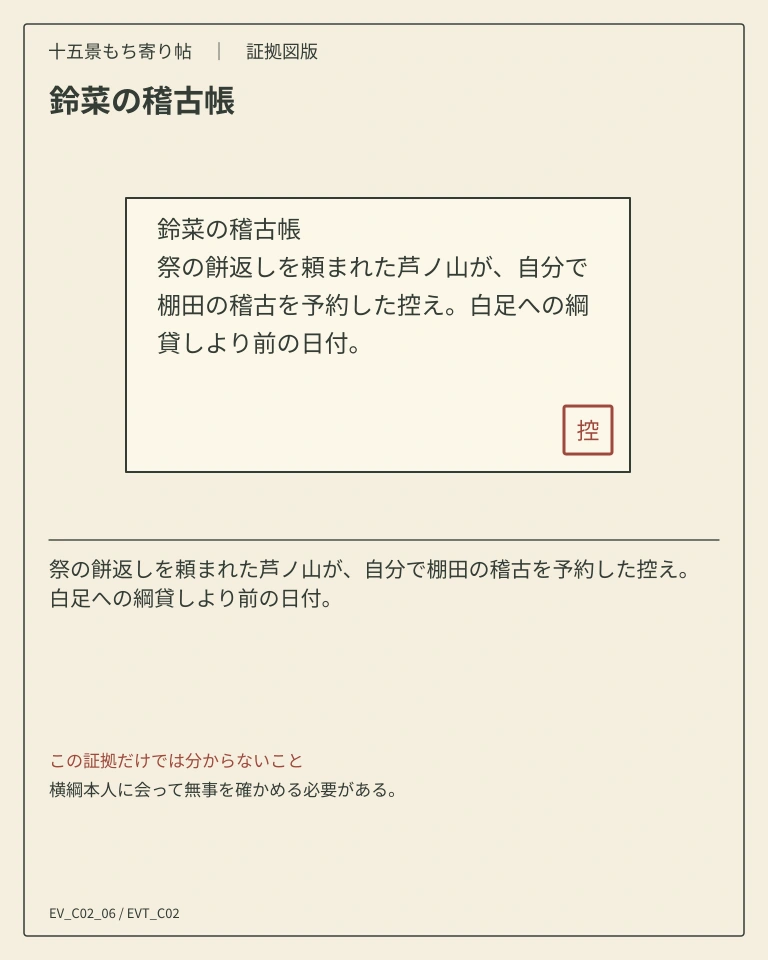 十五景もち寄り帖 ｜ 証拠図版
鈴菜の稽古帳
鈴菜の稽古帳
祭の餅返しを頼まれた芦ノ山が、自分で
棚田の稽古を予約した控え。白足への綱
貸しより前の日付。
控
祭の餅返しを頼まれた芦ノ山が、自分で棚田の稽古を予約した控え。
白足への綱貸しより前の日付。
この証拠だけでは分からないこと
横綱本人に会って無事を確かめる必要がある。
EV_C02_06 / EVT_C02